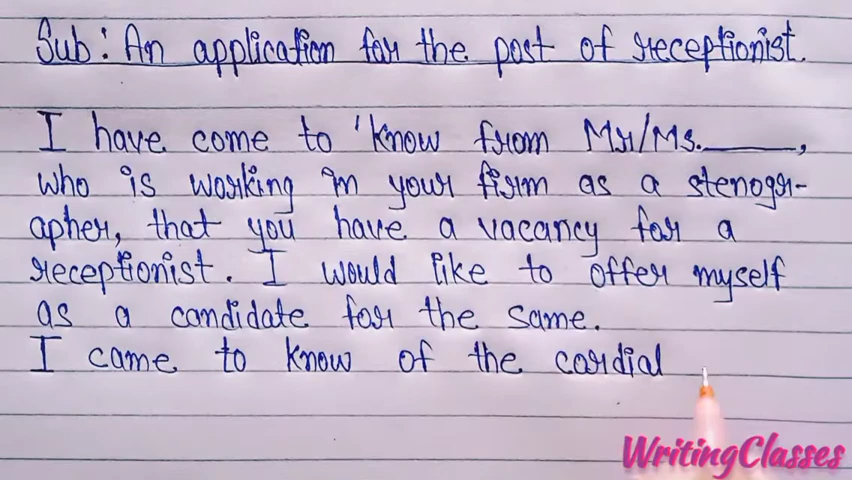 Sub: An application for the post of receptionist.
I have come to 'know from Mr/Ms.______,
who is working in your firm as a stenogr-
apher, that you have a vacancy for a
receptionist. I would like to offer myself
as a candidate for the same.
I came to know of the cordial
WritingClasses